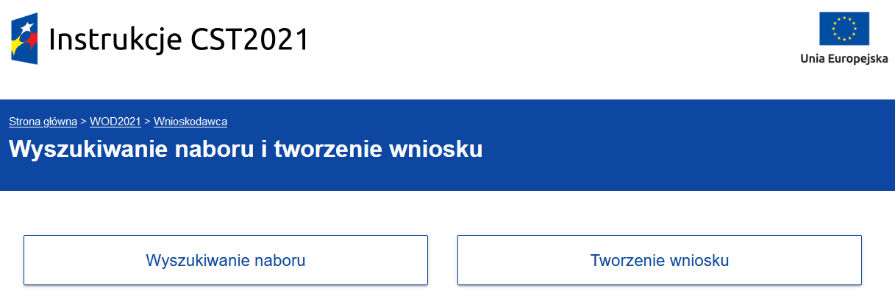 Instrukcje CST2021
Unia Europejska
Strona główna > WOD2021 > Wnioskodawca
Wyszukiwanie naboru i tworzenie wniosku
Wyszukiwanie naboru
Tworzenie wniosku